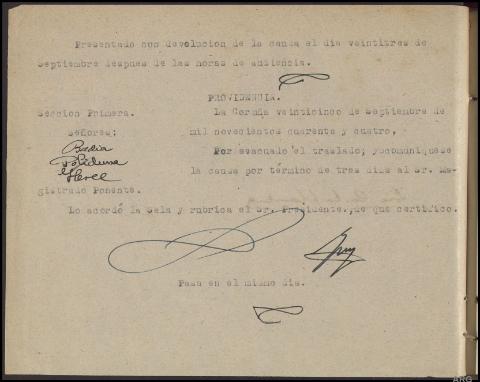 Presentado con devolucion de la causa el dia veintitres de
septiembre despues de las horas de audiencia.
PROVIDENCIA.
Seccion Primera.
Señores:
La Coruña veinticinco de septiembre de
mil novecientos cuarenta y cuatro,
Por evacuado el traslado; y comuniquese
la causa por término de tres dias al Sr. Ma-
gistrado Ponente.
Lo acordó la Sala y rubrica el Sr. Presidente, de que certifico.
Pasa en el mismo dia.
ARG